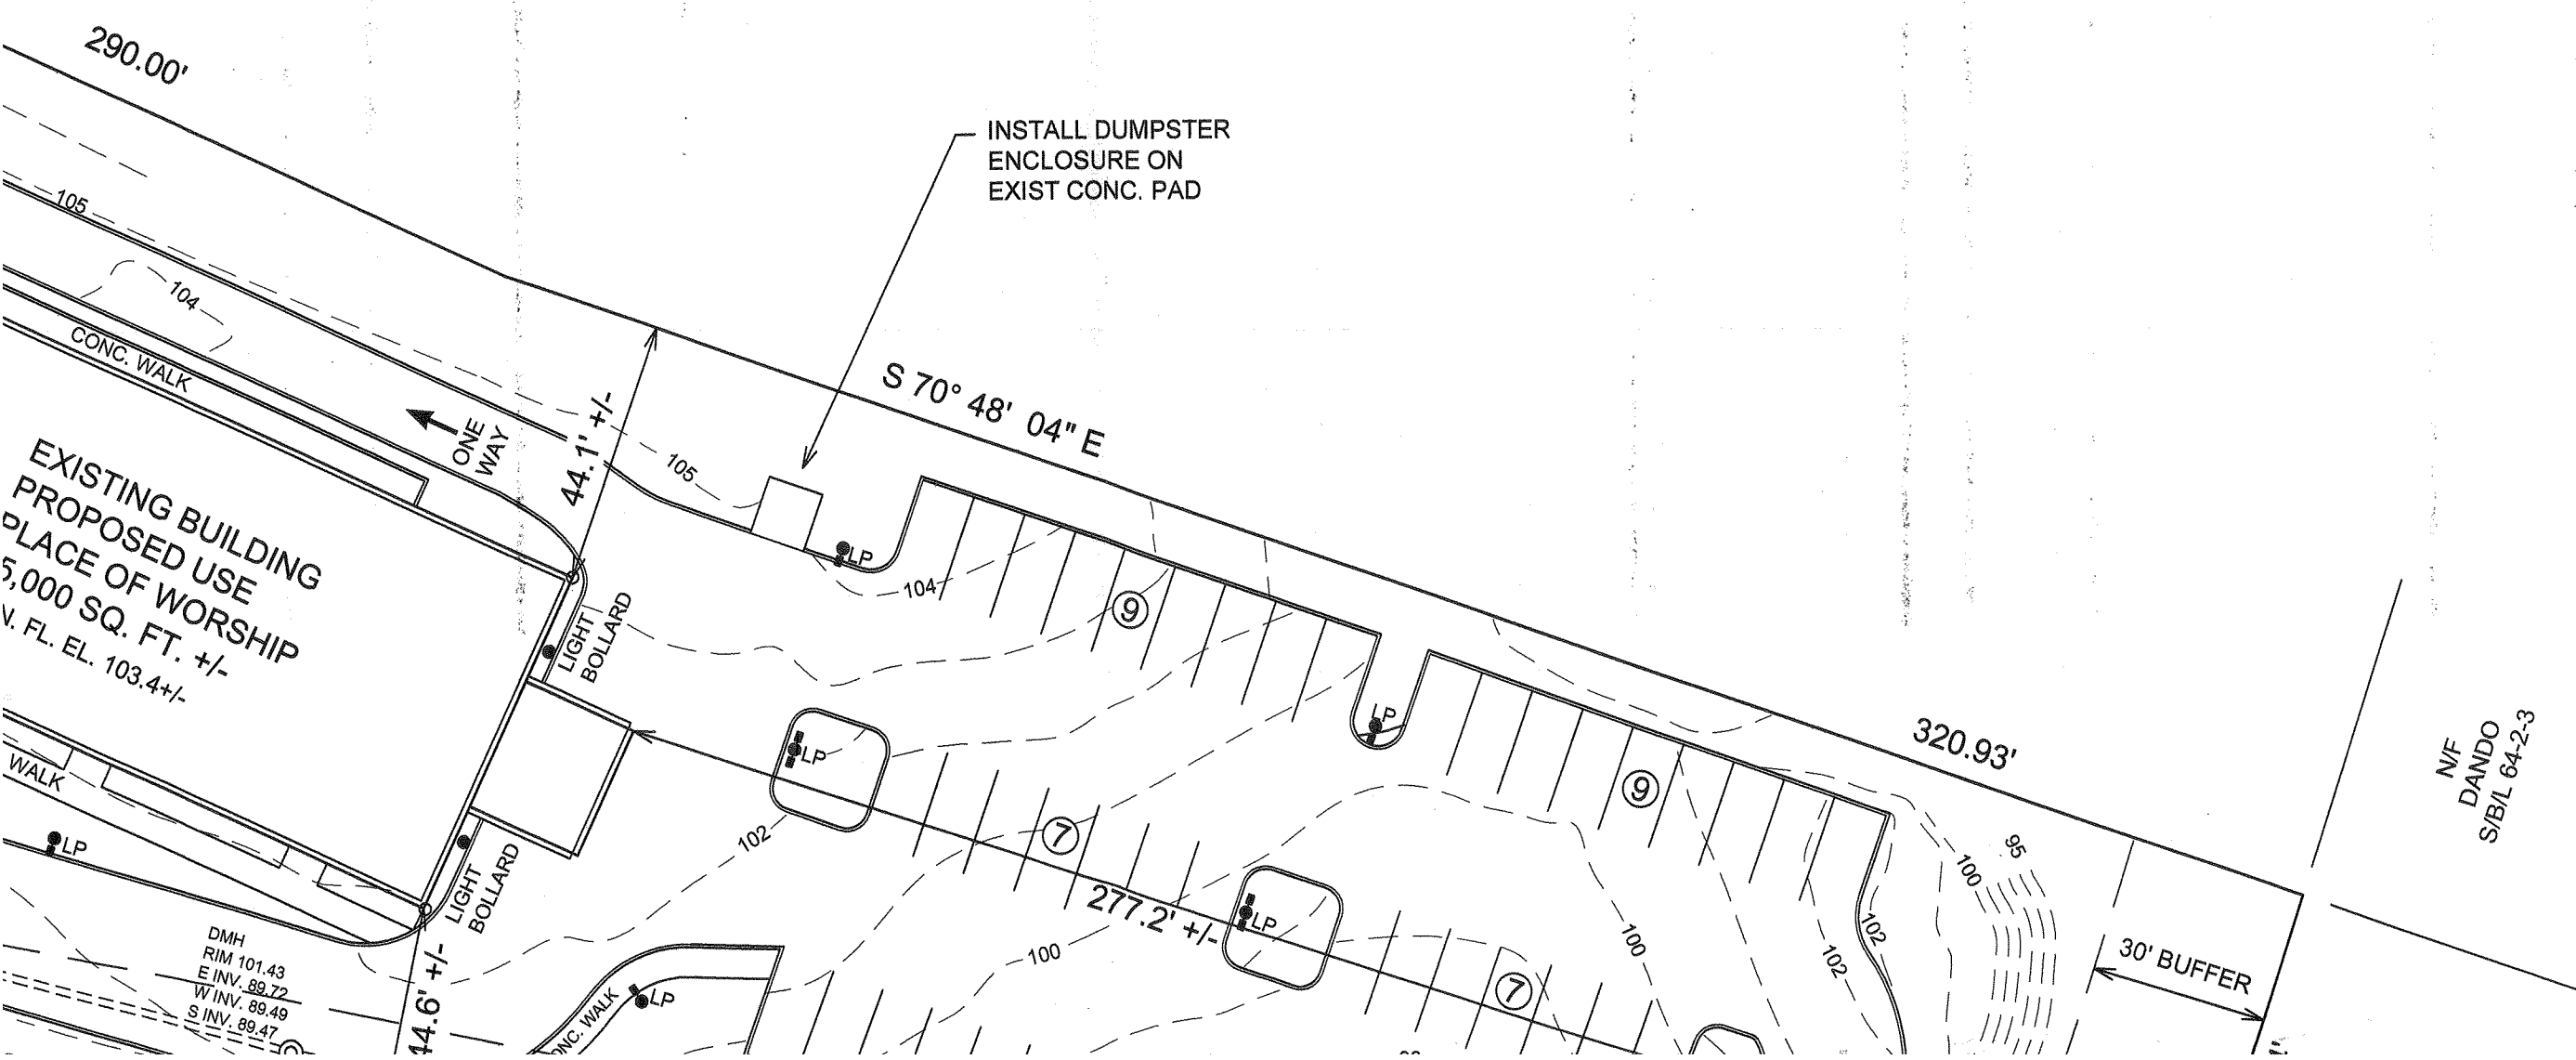 290.00'
INSTALL DUMPSTER
ENCLOSURE ON
EXIST CONC. PAD
105
104
CONC. WALK
ONE
WAY
44.1' +/-
105
S 70° 48' 04" E
EXISTING BUILDING
PROPOSED USE
PLACE OF WORSHIP
5,000 SQ. FT. +/-
N. FL. EL. 103.4+/-
LP
104
9
LIGHT
BOLLARD
LP
LP
9
320.93'
N/F
DANDO
S/B/L 64-2-3
WALK
LP
102
7
277.2' +/-
LP
95
100
LIGHT
BOLLARD
102
102
100
100
30' BUFFER
DMH
RIM 101.43
E INV. 89.72
W INV. 89.49
S INV. 89.47
44.6' +/-
ONC. WALK
LP
7